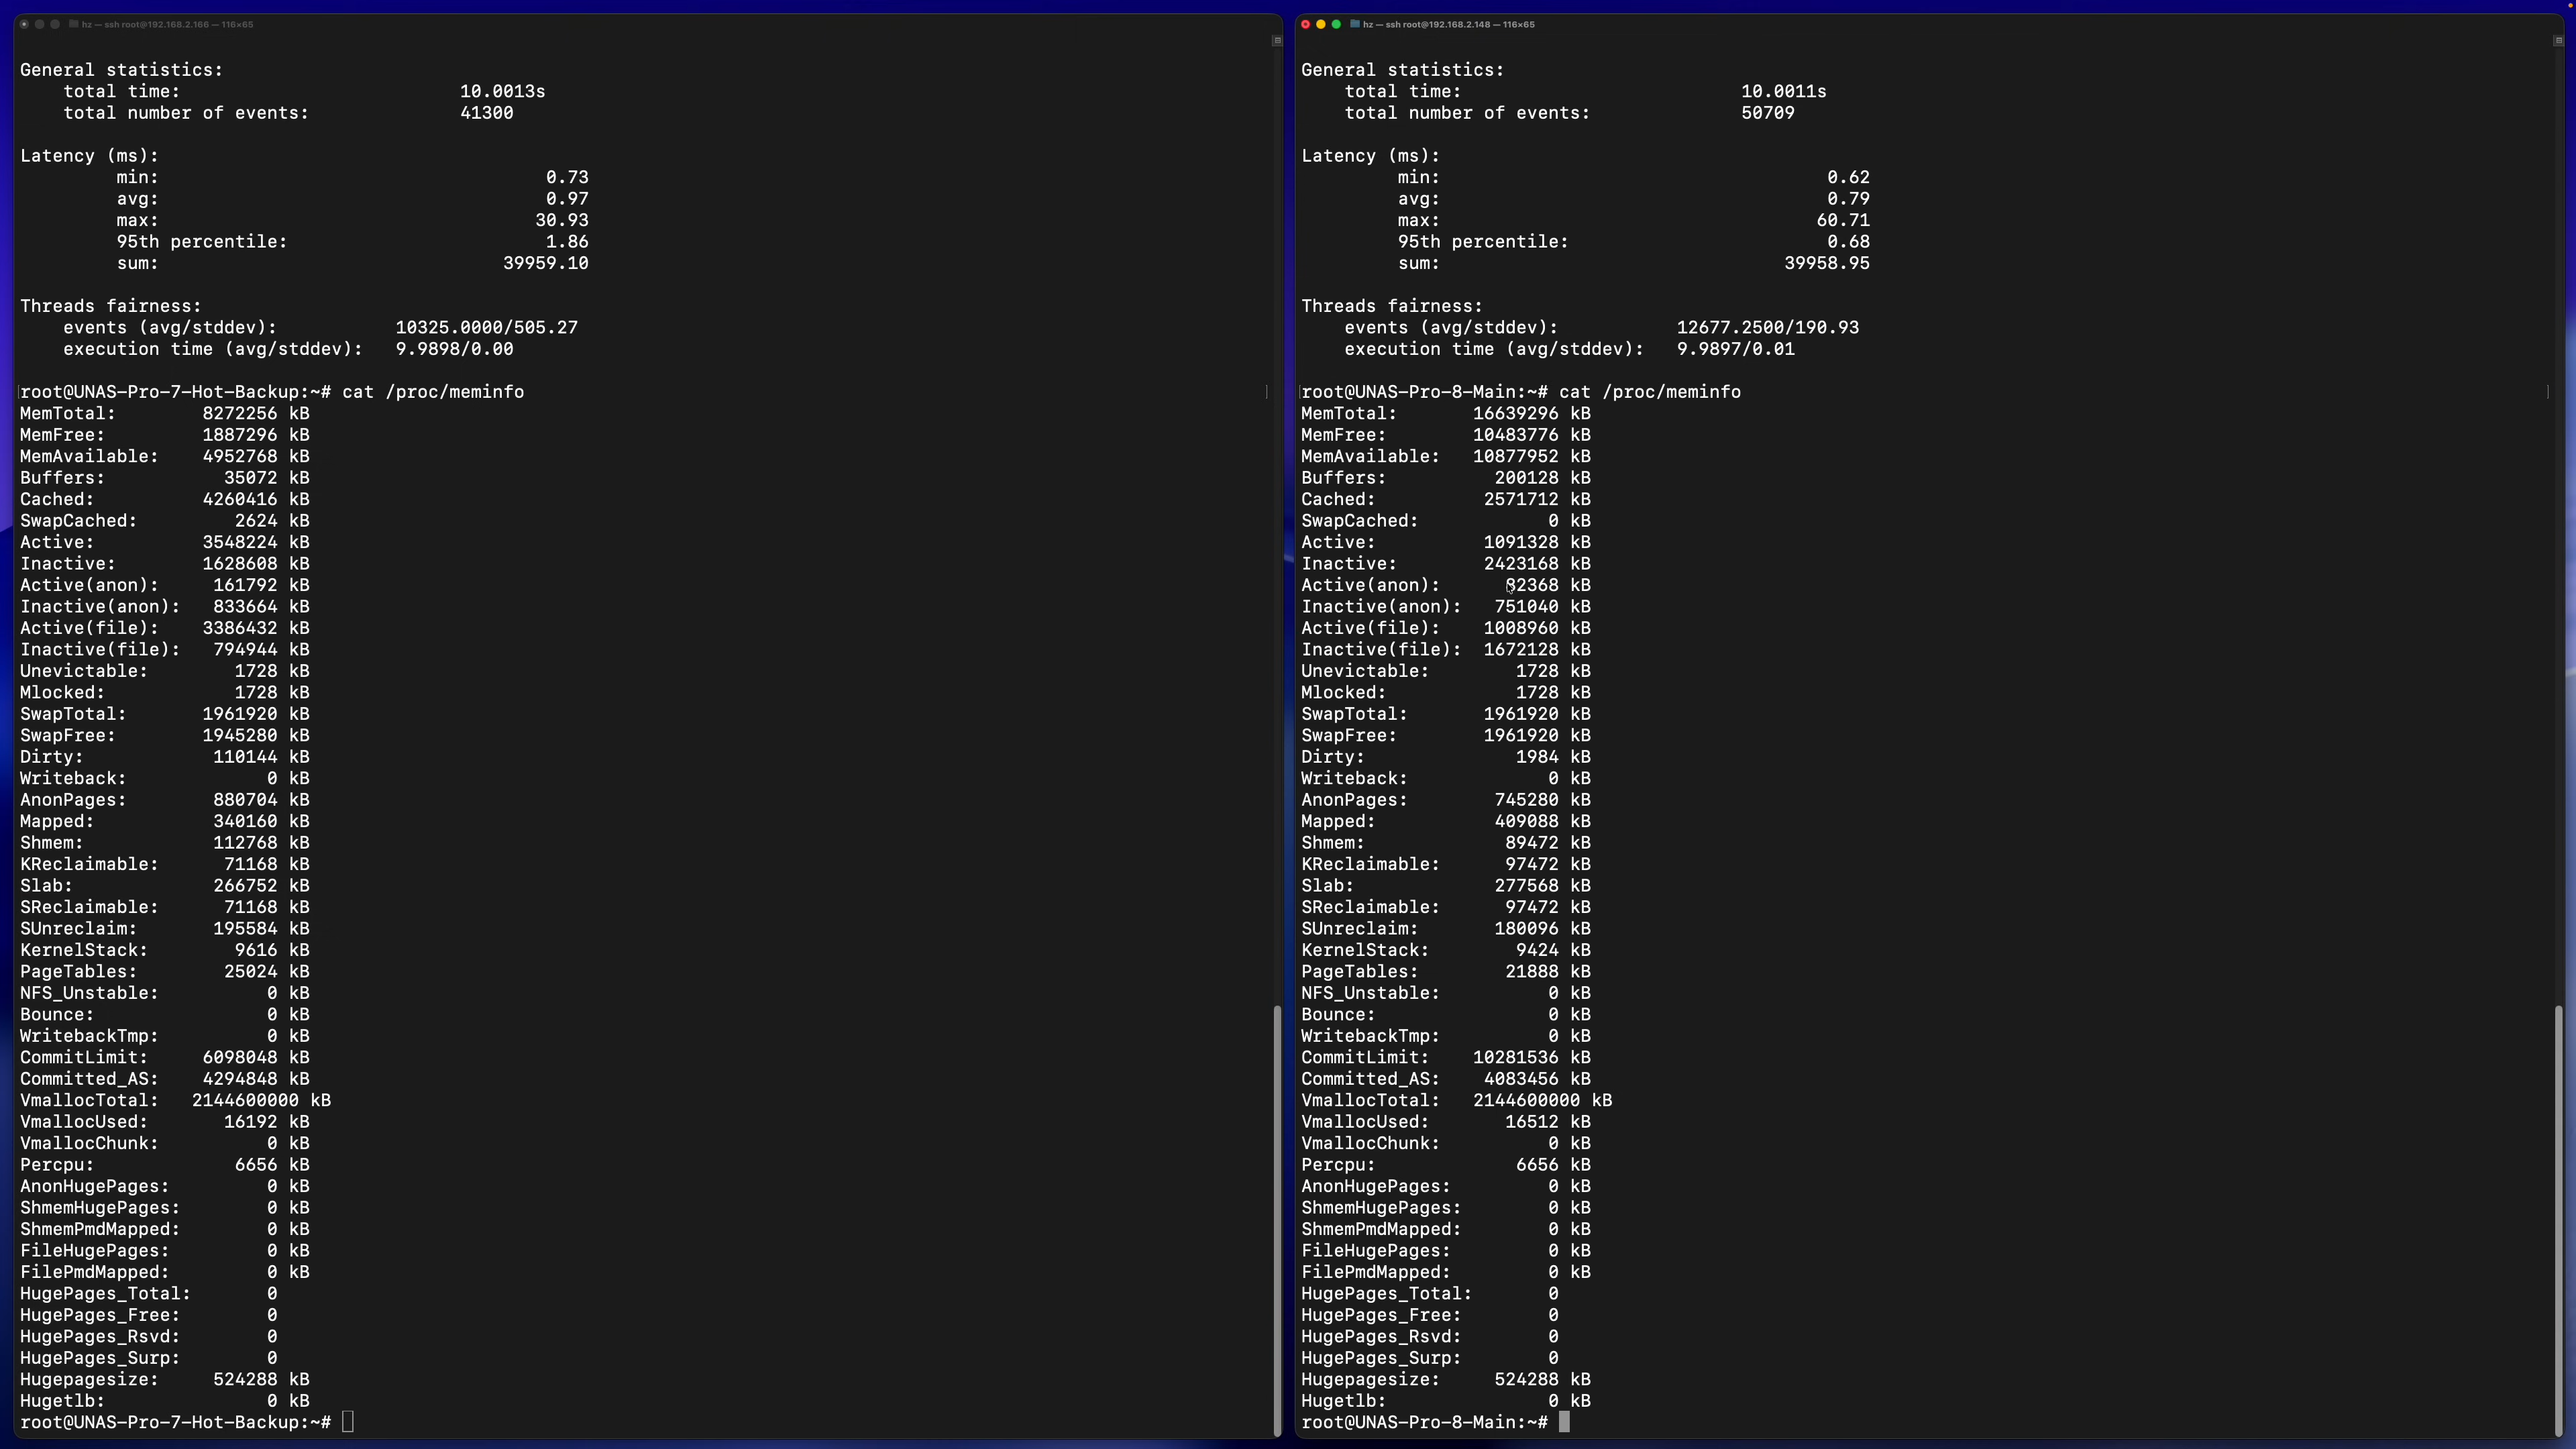 hz — ssh root@192.168.2.166 — 116×65
General statistics:
total time: 10.0013s
total number of events: 41300
Latency (ms):
min: 0.73
avg: 0.97
max: 30.93
95th percentile: 1.86
sum: 39959.10
Threads fairness:
events (avg/stddev): 10325.0000/505.27
execution time (avg/stddev): 9.9898/0.00
[root@UNAS-Pro-7-Hot-Backup:~# cat /proc/meminfo ]
MemTotal: 8272256 kB
MemFree: 1887296 kB
MemAvailable: 4952768 kB
Buffers: 35072 kB
Cached: 4260416 kB
SwapCached: 2624 kB
Active: 3548224 kB
Inactive: 1628608 kB
Active(anon): 161792 kB
Inactive(anon): 833664 kB
Active(file): 3386432 kB
Inactive(file): 794944 kB
Unevictable: 1728 kB
Mlocked: 1728 kB
SwapTotal: 1961920 kB
SwapFree: 1945280 kB
Dirty: 110144 kB
Writeback: 0 kB
AnonPages: 880704 kB
Mapped: 340160 kB
Shmem: 112768 kB
KReclaimable: 71168 kB
Slab: 266752 kB
SReclaimable: 71168 kB
SUnreclaim: 195584 kB
KernelStack: 9616 kB
PageTables: 25024 kB
NFS_Unstable: 0 kB
Bounce: 0 kB
WritebackTmp: 0 kB
CommitLimit: 6098048 kB
Committed_AS: 4294848 kB
VmallocTotal: 2144600000 kB
VmallocUsed: 16192 kB
VmallocChunk: 0 kB
Percpu: 6656 kB
AnonHugePages: 0 kB
ShmemHugePages: 0 kB
ShmemPmdMapped: 0 kB
FileHugePages: 0 kB
FilePmdMapped: 0 kB
HugePages_Total: 0
HugePages_Free: 0
HugePages_Rsvd: 0
HugePages_Surp: 0
Hugepagesize: 524288 kB
Hugetlb: 0 kB
root@UNAS-Pro-7-Hot-Backup:~#
hz — ssh root@192.168.2.148 — 116×65
General statistics:
total time: 10.0011s
total number of events: 50709
Latency (ms):
min: 0.62
avg: 0.79
max: 60.71
95th percentile: 0.68
sum: 39958.95
Threads fairness:
events (avg/stddev): 12677.2500/190.93
execution time (avg/stddev): 9.9897/0.01
[root@UNAS-Pro-8-Main:~# cat /proc/meminfo ]
MemTotal: 16639296 kB
MemFree: 10483776 kB
MemAvailable: 10877952 kB
Buffers: 200128 kB
Cached: 2571712 kB
SwapCached: 0 kB
Active: 1091328 kB
Inactive: 2423168 kB
Active(anon): 82368 kB
Inactive(anon): 751040 kB
Active(file): 1008960 kB
Inactive(file): 1672128 kB
Unevictable: 1728 kB
Mlocked: 1728 kB
SwapTotal: 1961920 kB
SwapFree: 1961920 kB
Dirty: 1984 kB
Writeback: 0 kB
AnonPages: 745280 kB
Mapped: 409088 kB
Shmem: 89472 kB
KReclaimable: 97472 kB
Slab: 277568 kB
SReclaimable: 97472 kB
SUnreclaim: 180096 kB
KernelStack: 9424 kB
PageTables: 21888 kB
NFS_Unstable: 0 kB
Bounce: 0 kB
WritebackTmp: 0 kB
CommitLimit: 10281536 kB
Committed_AS: 4083456 kB
VmallocTotal: 2144600000 kB
VmallocUsed: 16512 kB
VmallocChunk: 0 kB
Percpu: 6656 kB
AnonHugePages: 0 kB
ShmemHugePages: 0 kB
ShmemPmdMapped: 0 kB
FileHugePages: 0 kB
FilePmdMapped: 0 kB
HugePages_Total: 0
HugePages_Free: 0
HugePages_Rsvd: 0
HugePages_Surp: 0
Hugepagesize: 524288 kB
Hugetlb: 0 kB
root@UNAS-Pro-8-Main:~#